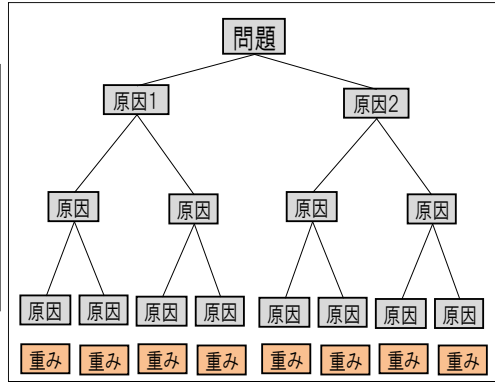 問題
原因1 原因2
原因 原因 原因 原因
原因 原因 原因 原因 原因 原因 原因 原因
重み 重み 重み 重み 重み 重み 重み 重み